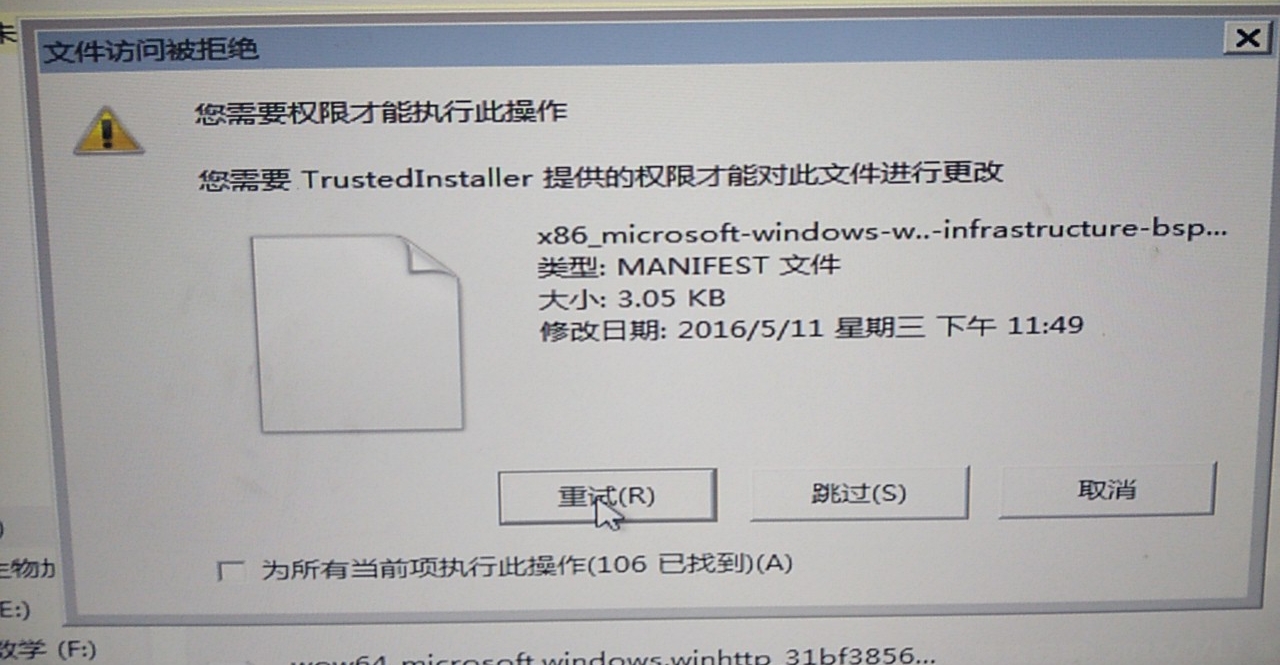 文件访问被拒绝
您需要权限才能执行此操作
您需要 TrustedInstaller 提供的权限才能对此文件进行更改
x86_microsoft-windows-w..-infrastructure-bsp...
类型: MANIFEST 文件
大小: 3.05 KB
修改日期: 2016/5/11 星期三 下午 11:49
重试(R)
跳过(S)
取消
为所有当前项执行此操作(106 已找到)(A)
生物力
E:)
数学 (F:)
wow64_microsoft.windows.winhttp_31bf3856...